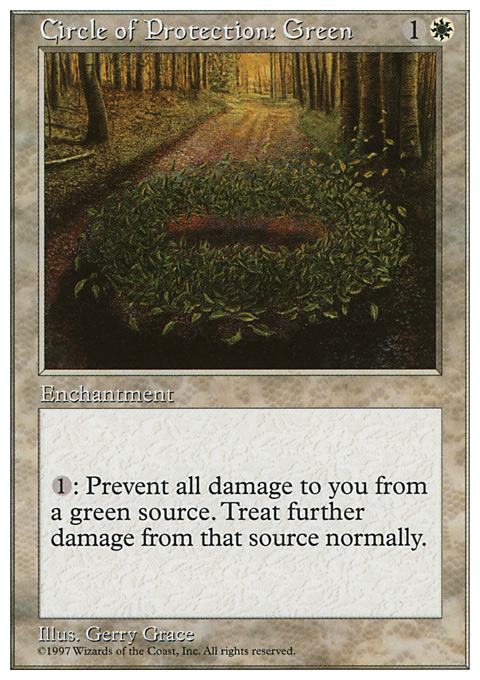 Circle of Protection: Green 1
Enchantment
1: Prevent all damage to you from
a green source. Treat further
damage from that source normally.
Illus. Gerry Grace
©1997 Wizards of the Coast, Inc. All rights reserved.